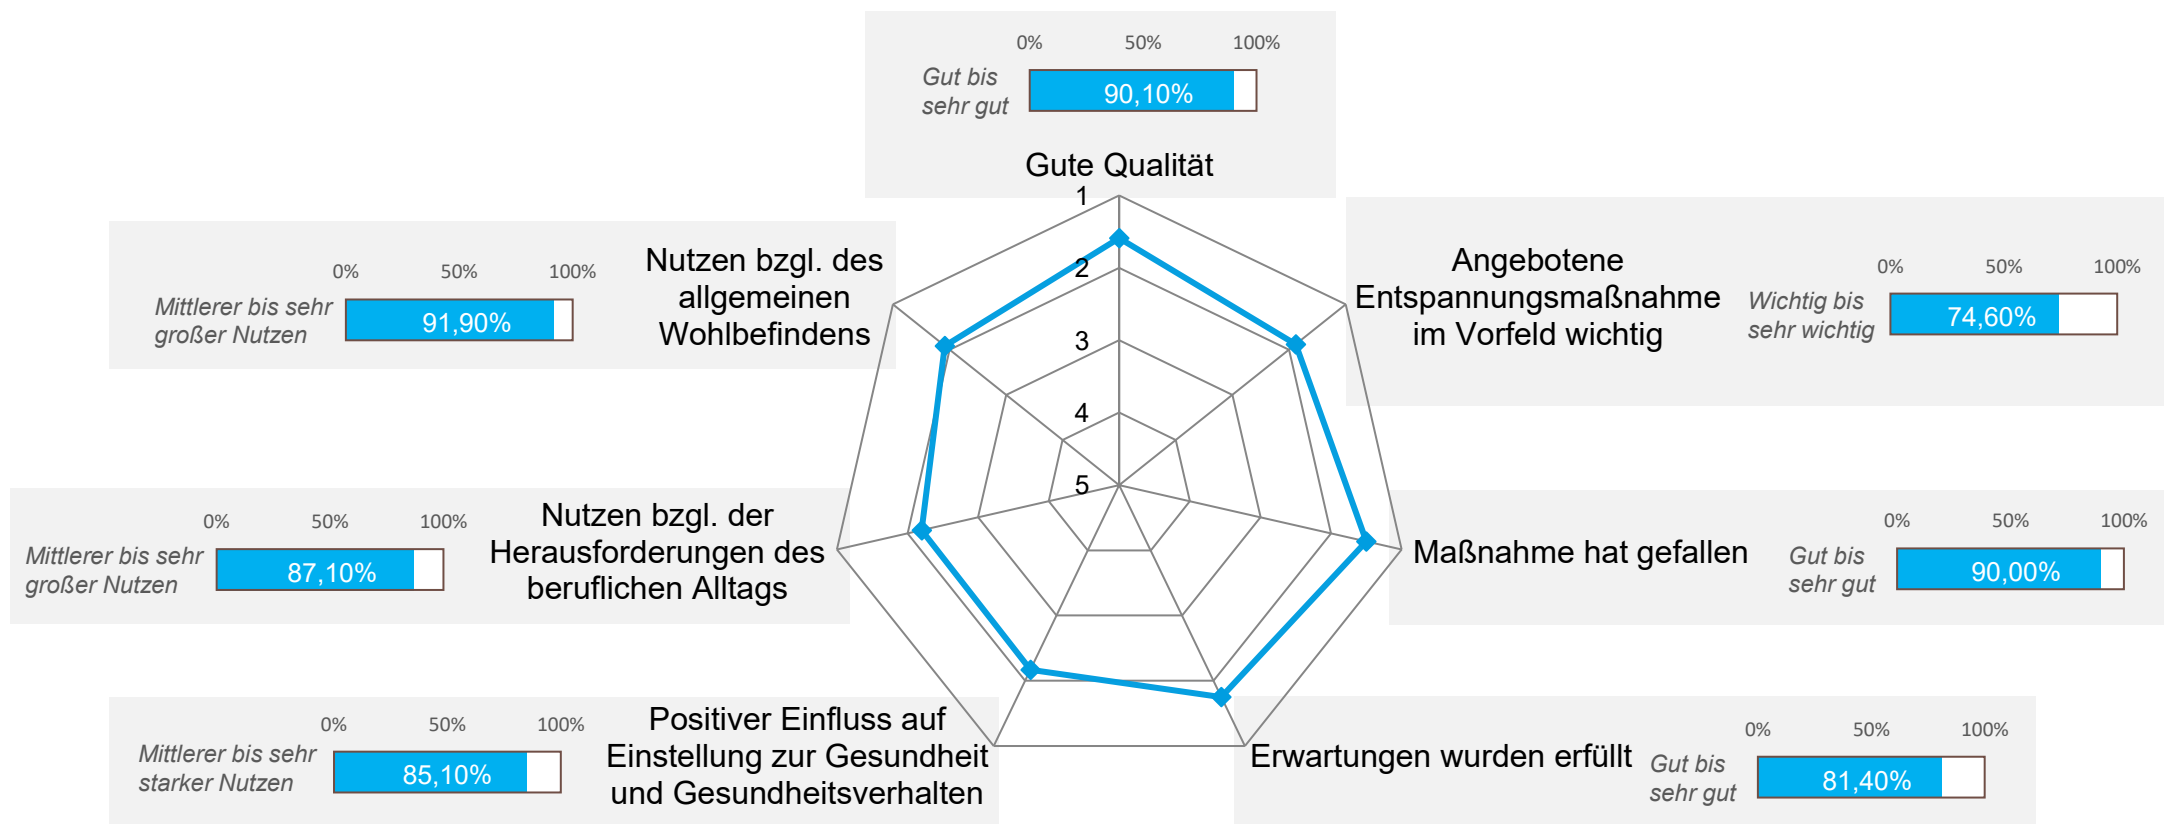 0% 50% 100%
Gut bis
sehr gut
90,10%
Gute Qualität
1
2
3
4
5
0% 50% 100%
Mittlerer bis sehr
großer Nutzen
91,90%
Nutzen bzgl. des
allgemeinen
Wohlbefindens
Angebotene
Entspannungsmaßnahme
im Vorfeld wichtig
0% 50% 100%
Wichtig bis
sehr wichtig
74,60%
0% 50% 100%
Mittlerer bis sehr
großer Nutzen
87,10%
Nutzen bzgl. der
Herausforderungen des
beruflichen Alltags
Maßnahme hat gefallen
0% 50% 100%
Gut bis
sehr gut
90,00%
0% 50% 100%
Mittlerer bis sehr
starker Nutzen
85,10%
Positiver Einfluss auf
Einstellung zur Gesundheit
und Gesundheitsverhalten
Erwartungen wurden erfüllt
0% 50% 100%
Gut bis
sehr gut
81,40%